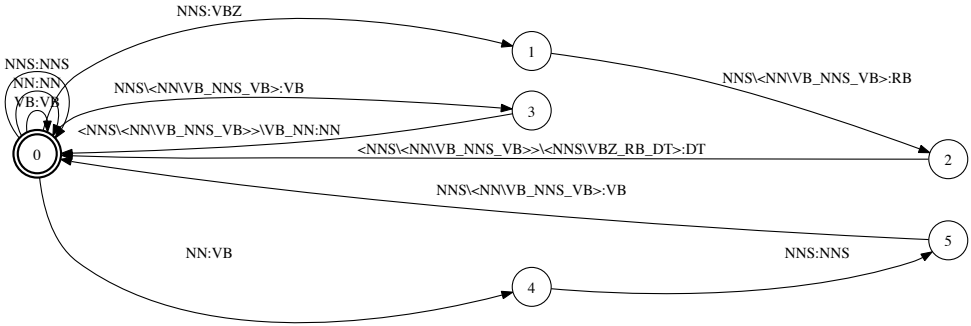 NNS:VBZ
1
NNS:NNS
NN:NN
VB:VB
NNS\<NN\VB_NNS_VB>:VB
NNS\<NN\VB_NNS_VB>:RB
3
<NNS\<NN\VB_NNS_VB>>\VB_NN:NN
0
<NNS\<NN\VB_NNS_VB>>\<NNS\VBZ_RB_DT>:DT
2
NNS\<NN\VB_NNS_VB>:VB
5
NN:VB
NNS:NNS
4